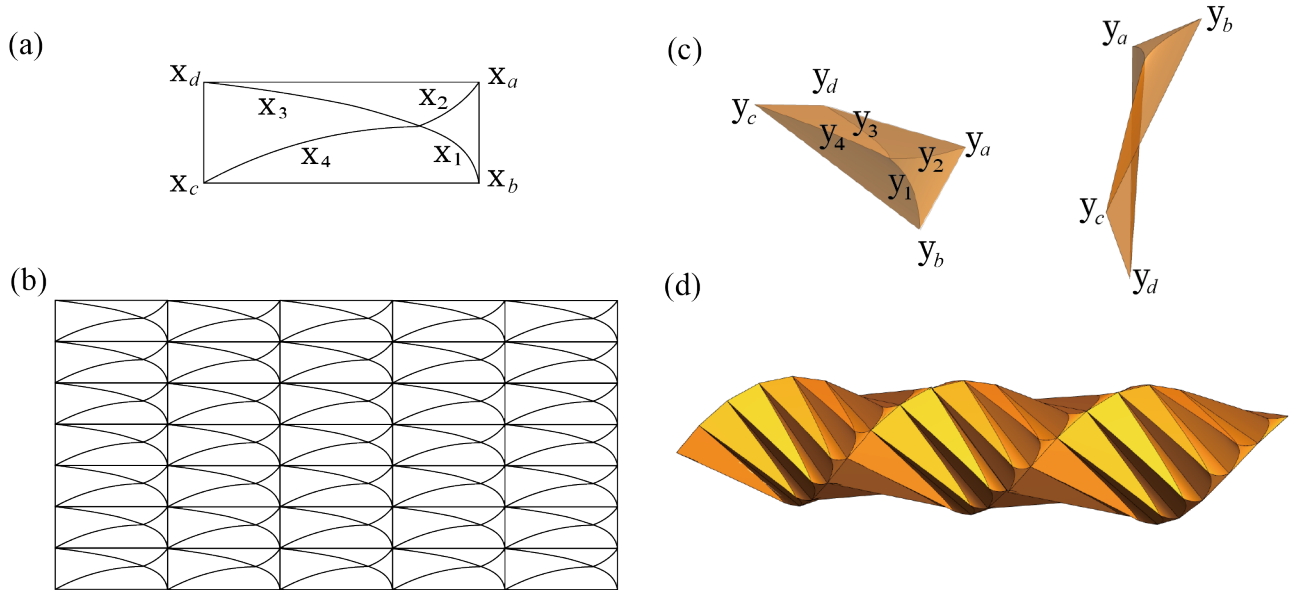 (a)
x_d
x_a
x_3
x_2
x_4
x_1
x_c
x_b
(b)
(c)
y_d
y_c
y_3
y_4
y_a
y_2
y_1
y_b
y_a
y_b
y_c
y_d
(d)